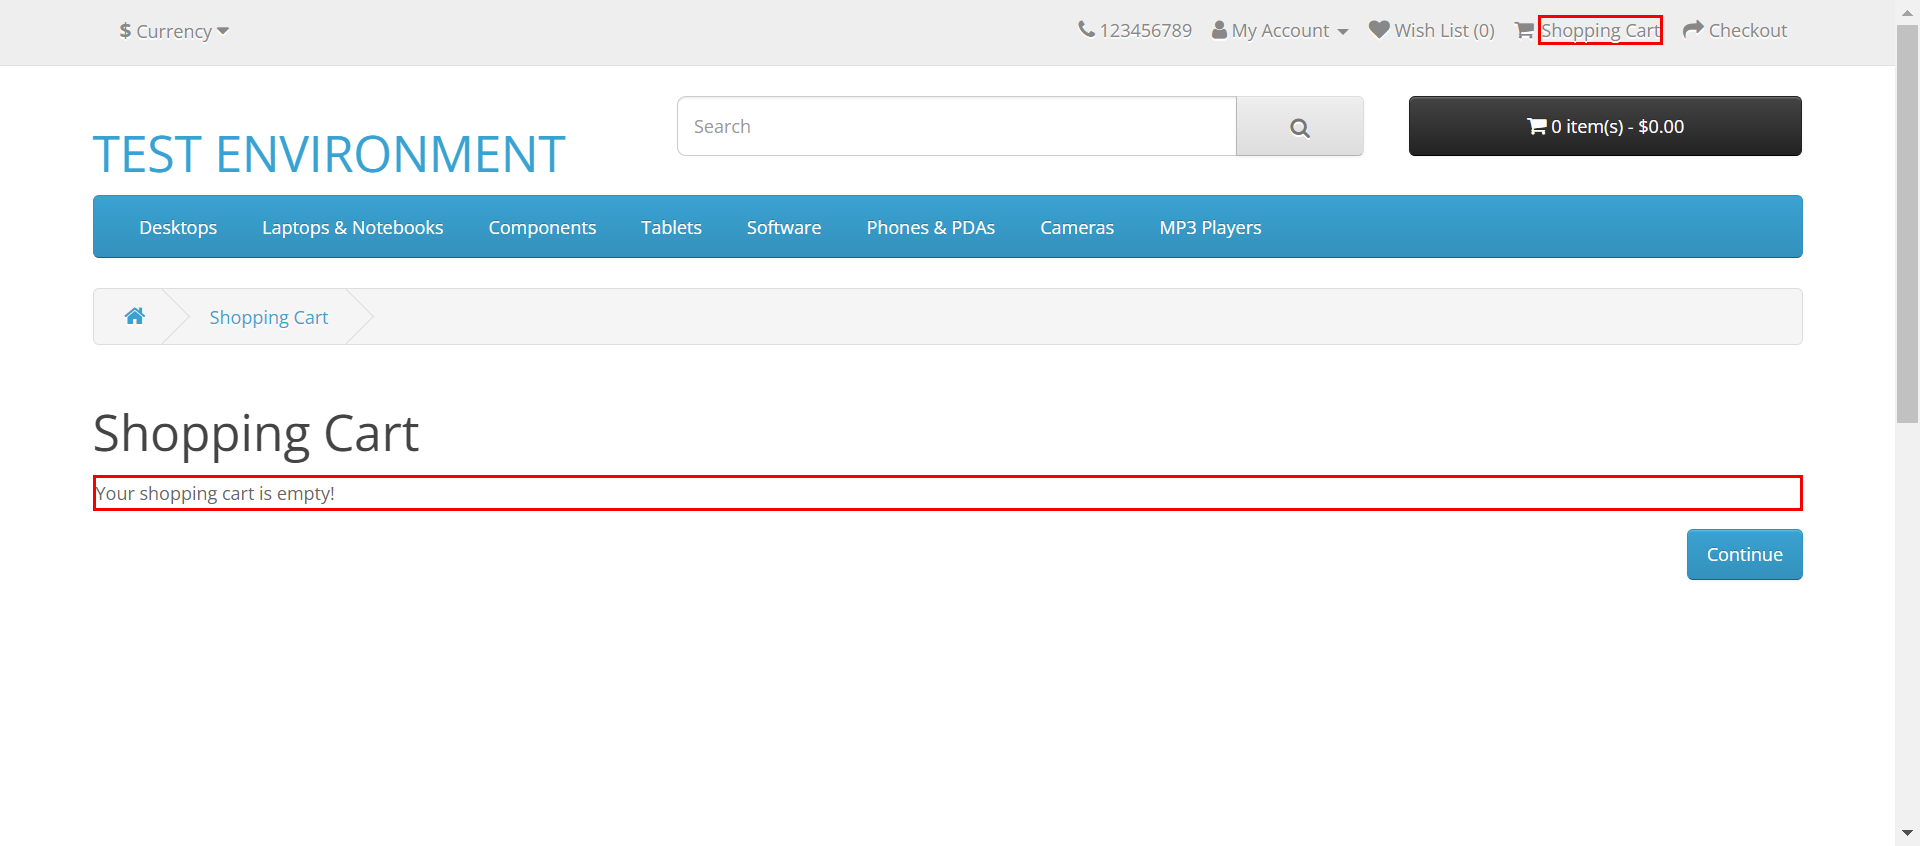 $ Currency
123456789 My Account Wish List (0) Shopping Cart Checkout
TEST ENVIRONMENT
Search
0 item(s) - $0.00
Desktops Laptops & Notebooks Components Tablets Software Phones & PDAs Cameras MP3 Players
Shopping Cart
Shopping Cart
Your shopping cart is empty!
Continue